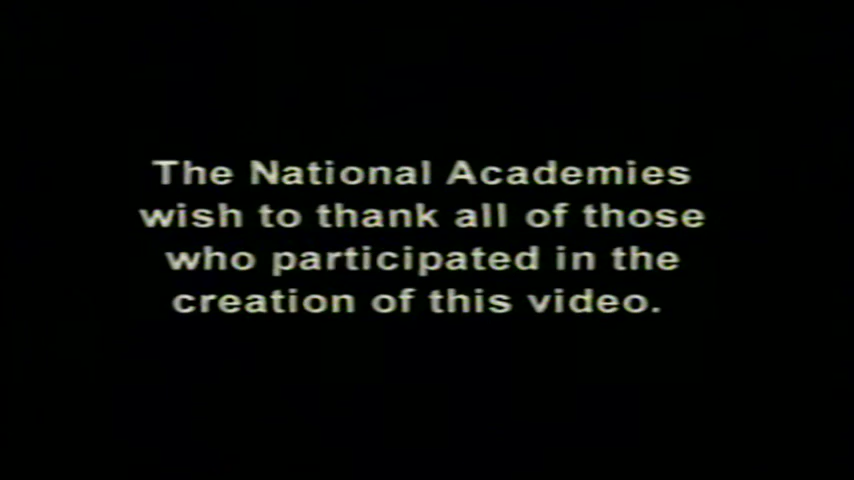 The National Academies
wish to thank all of those
who participated in the
creation of this video.